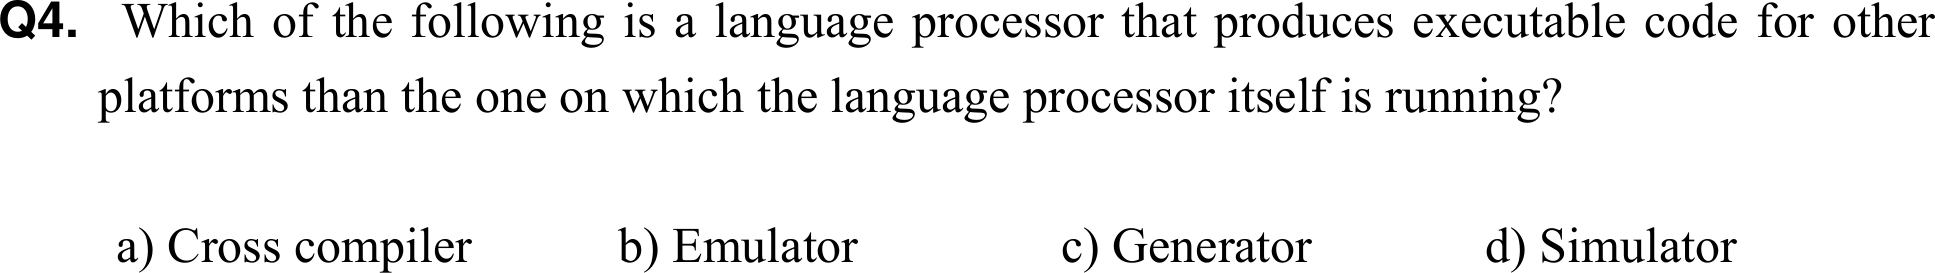 Q4. Which of the following is a language processor that produces executable code for other
platforms than the one on which the language processor itself is running?
a) Cross compiler b) Emulator c) Generator d) Simulator